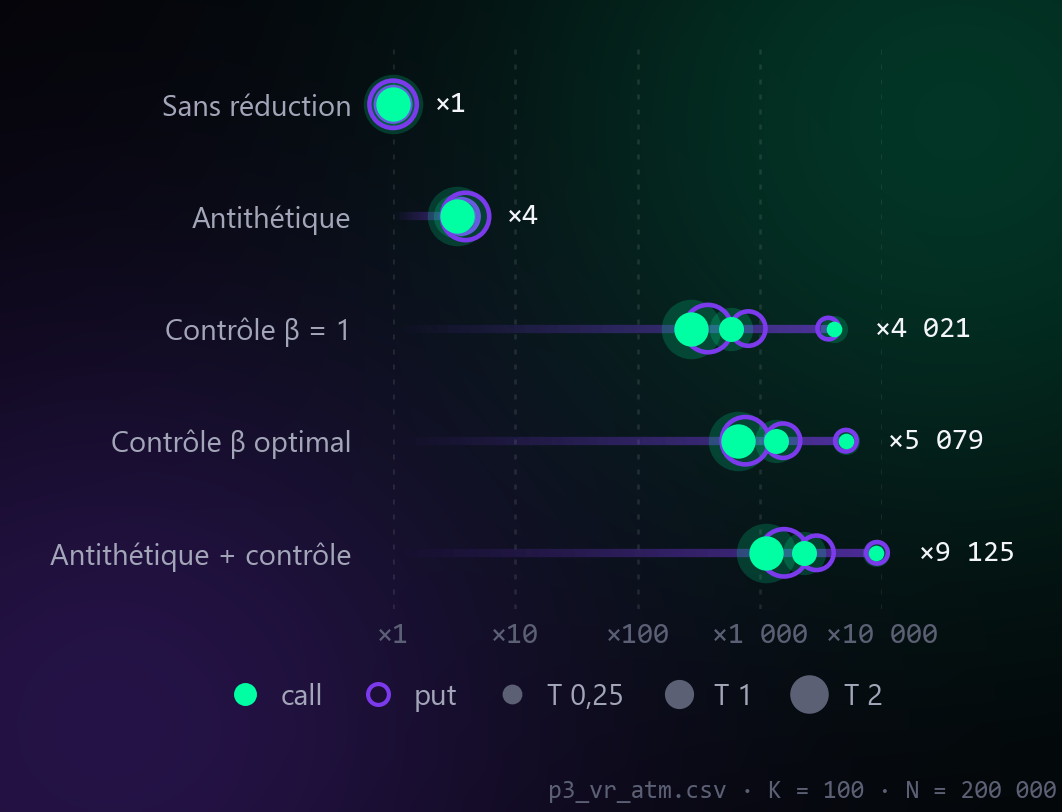 Sans réduction ×1
Antithétique ×4
Contrôle β = 1 ×4 021
Contrôle β optimal ×5 079
Antithétique + contrôle ×9 125
×1 ×10 ×100 ×1 000 ×10 000
call put T 0,25 T 1 T 2
p3_vr_atm.csv · K = 100 · N = 200 000